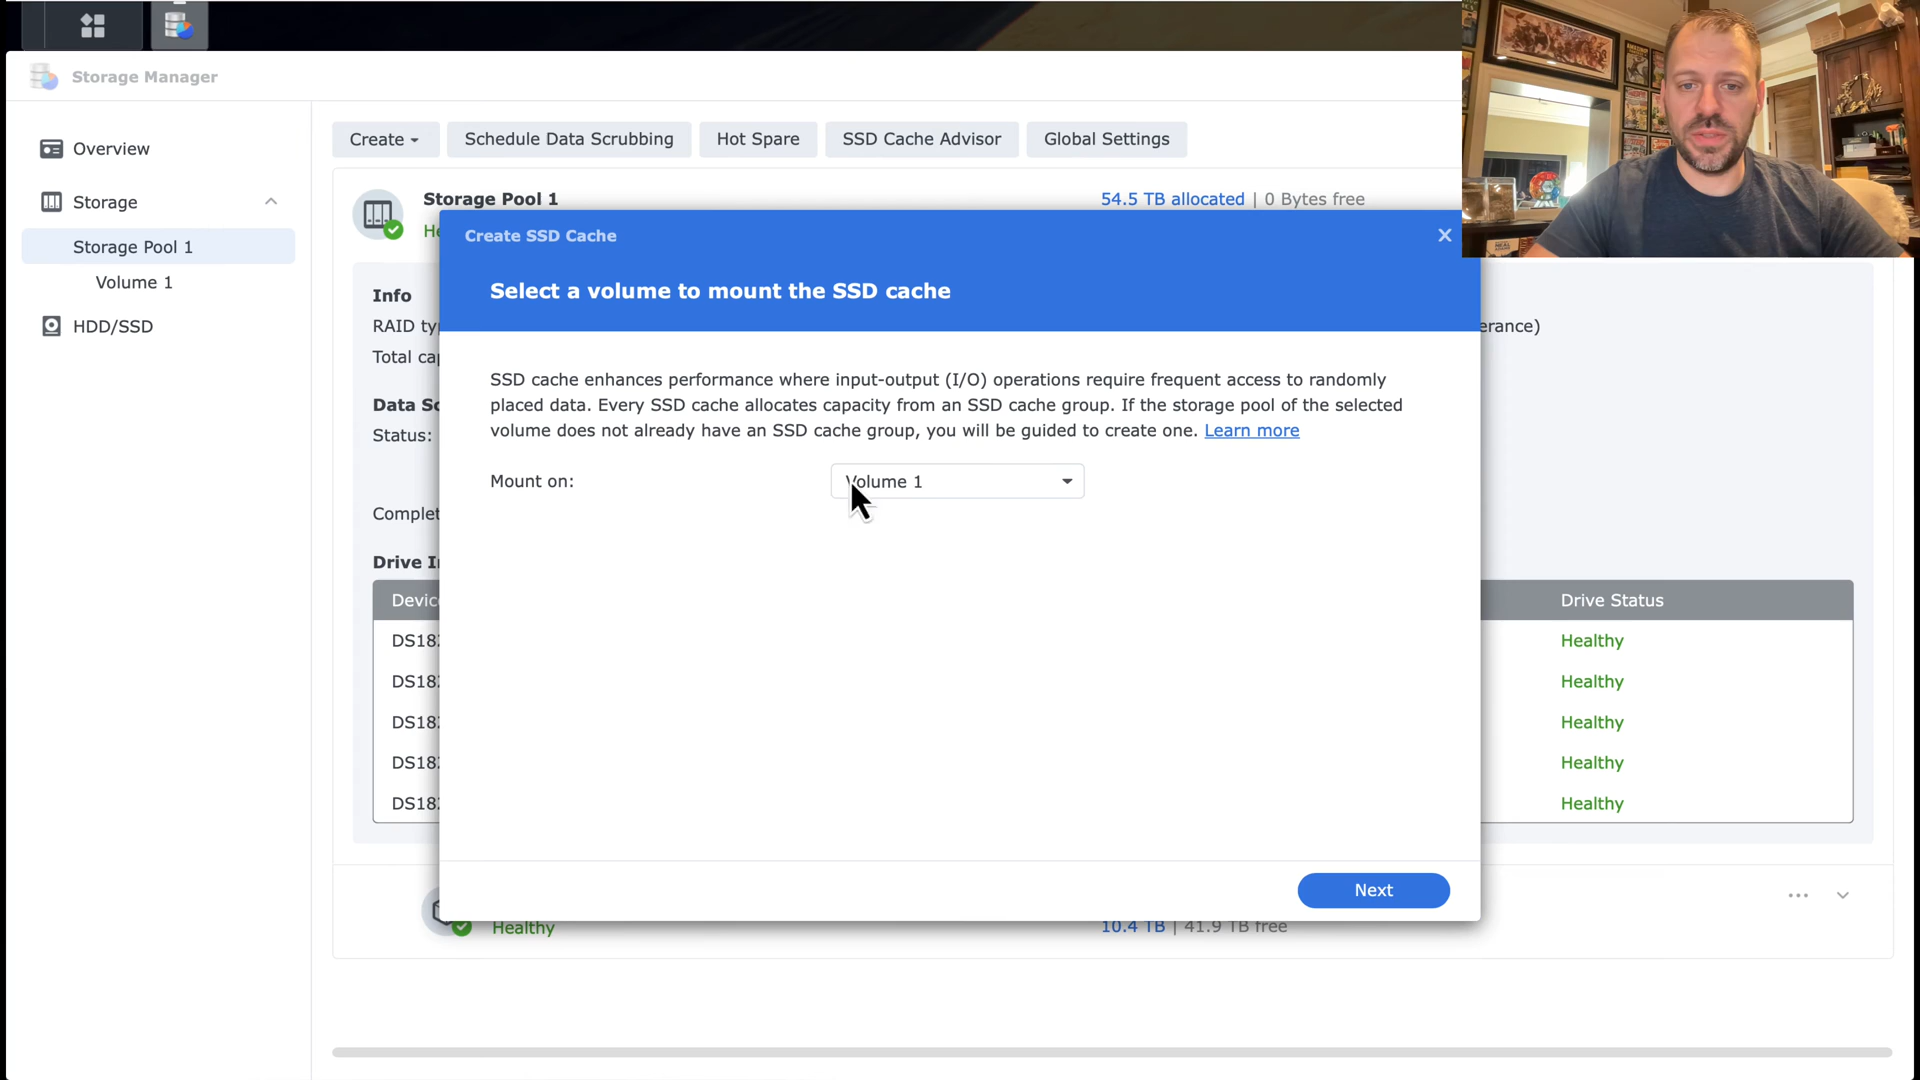 Storage Manager
Overview
Storage
Storage Pool 1
Volume 1
HDD/SSD
Create
Schedule Data Scrubbing
Hot Spare
SSD Cache Advisor
Global Settings
Storage Pool 1
54.5 TB allocated | 0 Bytes free
Create SSD Cache
Select a volume to mount the SSD cache
SSD cache enhances performance where input-output (I/O) operations require frequent access to randomly
placed data. Every SSD cache allocates capacity from an SSD cache group. If the storage pool of the selected
volume does not already have an SSD cache group, you will be guided to create one. Learn more
Mount on:
Volume 1
Next
Info
RAID ty
erance)
Total ca
Data Sc
Status:
Complet
Drive I
Devic
Drive Status
DS18
Healthy
DS18
Healthy
DS18
Healthy
DS18
Healthy
DS18
Healthy
Healthy
10.4 TB | 41.9 TB free